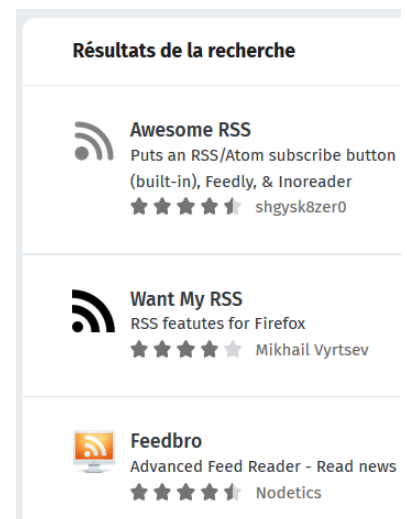 Résultats de la recherche
Awesome RSS
Puts an RSS/Atom subscribe button
(built-in), Feedly, & Inoreader
shgysk8zer0
Want My RSS
RSS featutes for Firefox
Mikhail Vyrtsev
Feedbro
Advanced Feed Reader - Read news
Nodetics